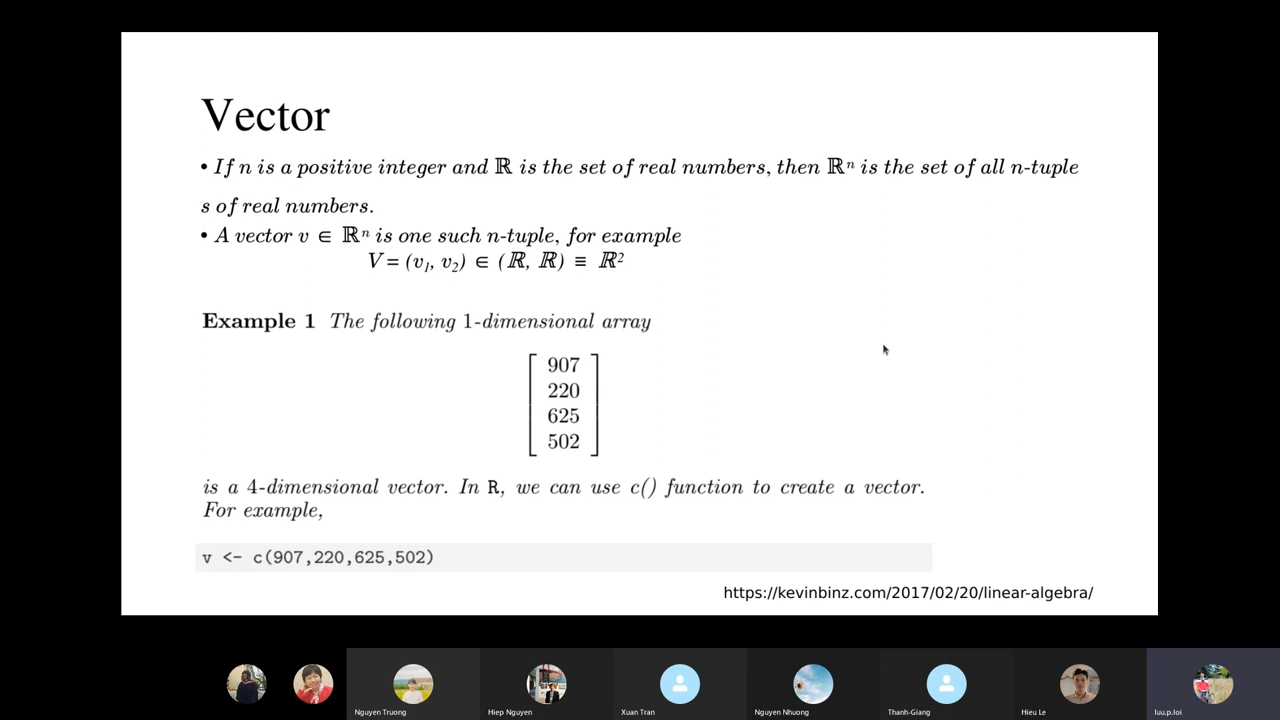 Vector
• If n is a positive integer and ℝ is the set of real numbers, then ℝⁿ is the set of all n-tuple
s of real numbers.
• A vector v ∈ ℝⁿ is one such n-tuple, for example
V = (v₁, v₂) ∈ (ℝ, ℝ) ≡ ℝ²
Example 1 The following 1-dimensional array
907
220
625
502
is a 4-dimensional vector. In R, we can use c() function to create a vector.
For example,
v <- c(907,220,625,502)
https://kevinbinz.com/2017/02/20/linear-algebra/
Nguyen Truong
Hiep Nguyen
Xuan Tran
Nguyen Nhuong
Thanh-Giang
Hieu Le
luu.p.loi